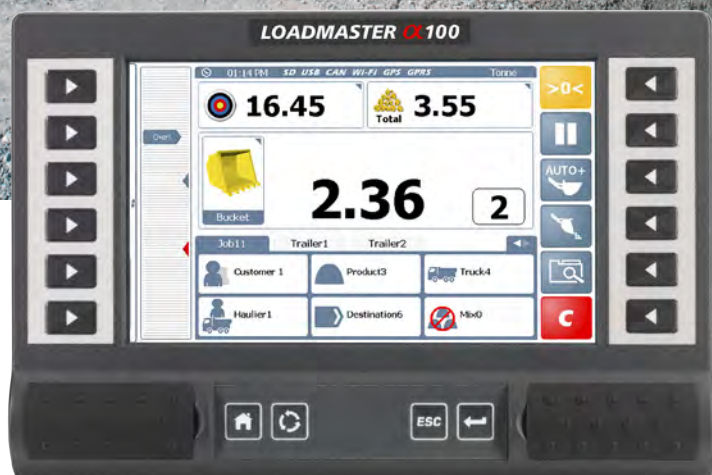 LOADMASTER α100
01:14 PM SD USB CAN WI-FI GPS GPRS Tonne
16.45
Total 3.55
>0<
AUTO+
2.36
2
Bucket
Job11 Trailer1 Trailer2
Customer 1 Product3 Truck4
Haulier1 Destination6 Mix0
C
ESC